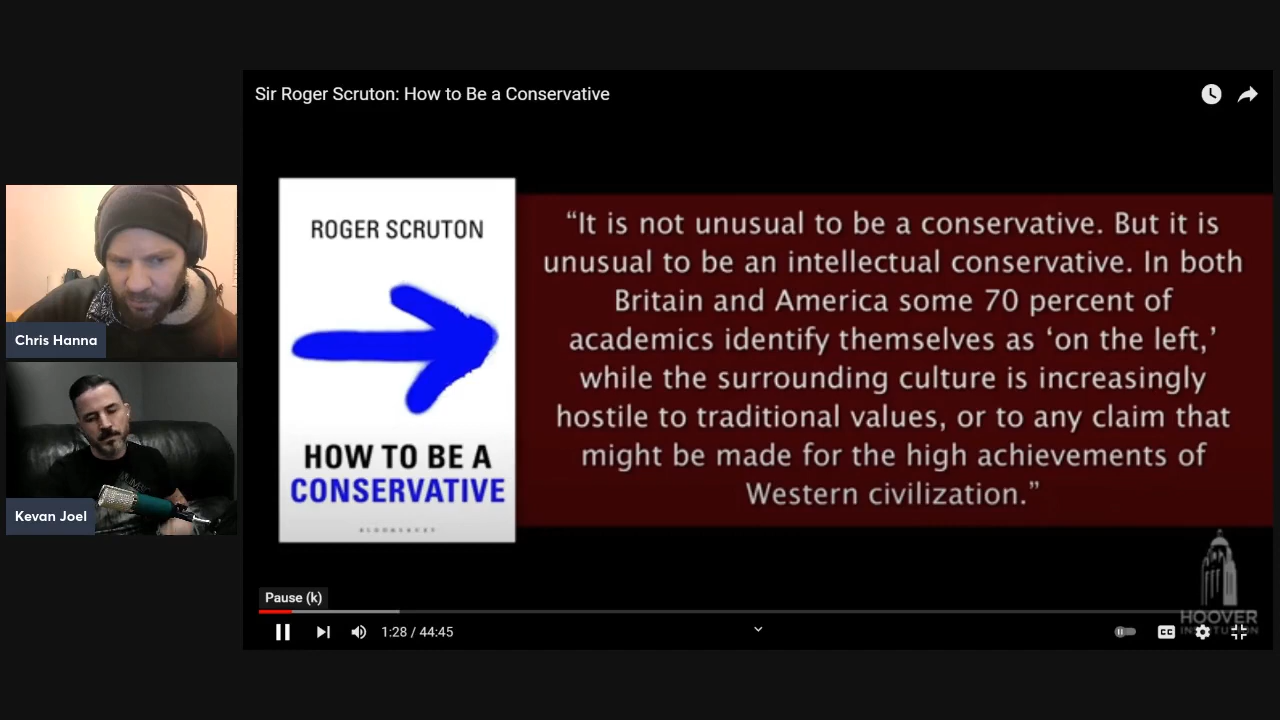 Sir Roger Scruton: How to Be a Conservative
Chris Hanna
Kevan Joel
ROGER SCRUTON
HOW TO BE A
CONSERVATIVE
BLOOMSBURY
“It is not unusual to be a conservative. But it is
unusual to be an intellectual conservative. In both
Britain and America some 70 percent of
academics identify themselves as ‘on the left,’
while the surrounding culture is increasingly
hostile to traditional values, or to any claim that
might be made for the high achievements of
Western civilization.”
HOOVER
INSTITUTION
Pause (k)
1:28 / 44:45
CC